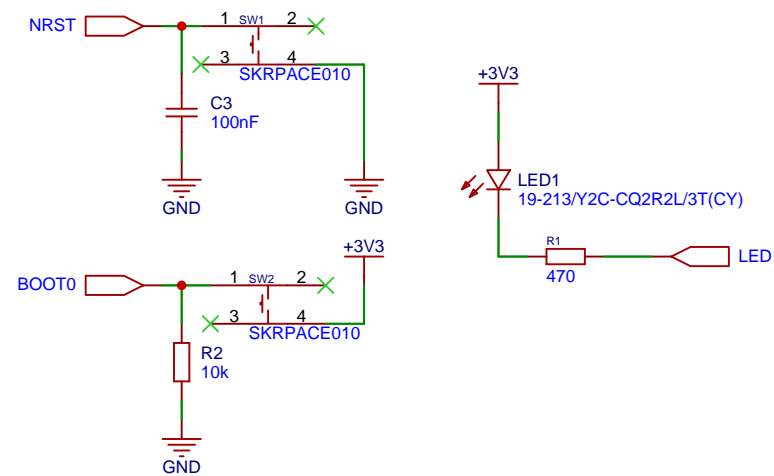 NRST
1 SW1 2
3 4
SKRPACE010
C3
100nF
GND
GND
+3V3
LED1
19-213/Y2C-CQ2R2L/3T(CY)
R1
470
LED
+3V3
BOOT0
1 SW2 2
3 4
SKRPACE010
R2
10k
GND